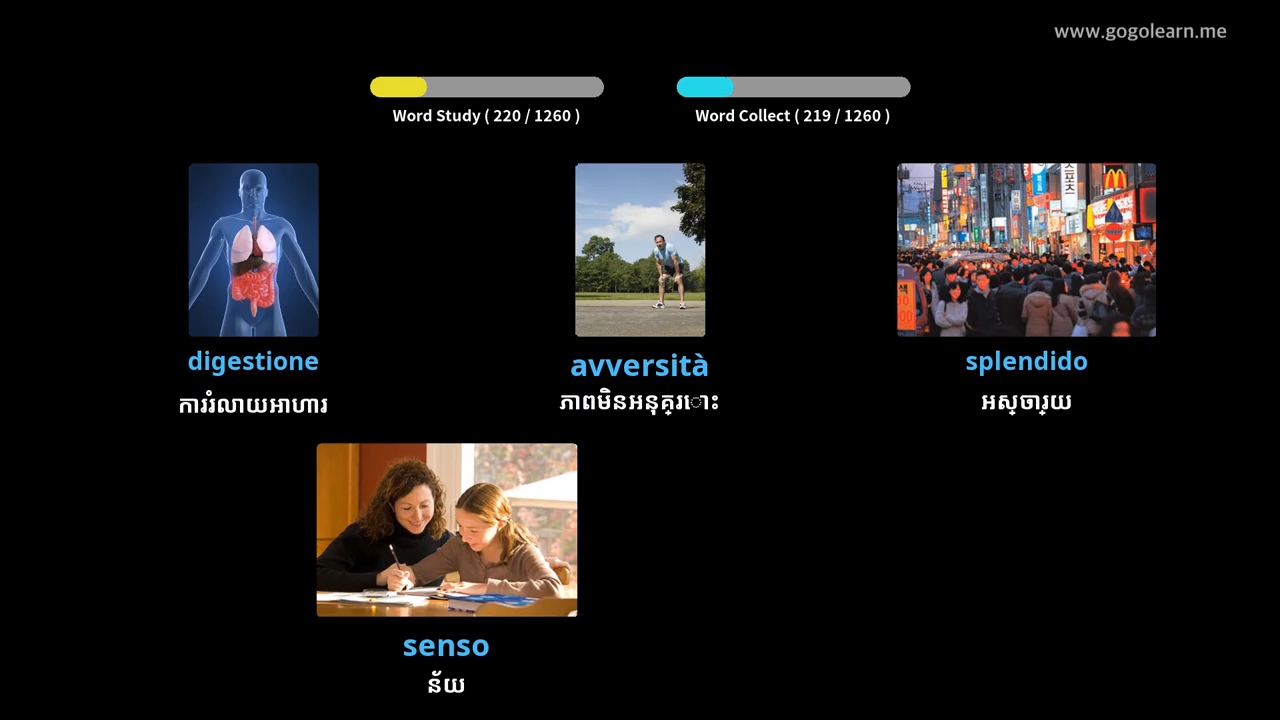 www.gogolearn.me
Word Study ( 220 / 1260 )
Word Collect ( 219 / 1260 )
digestione
ការរំលាយអាហារ
avversità
ភាពមិនអនុគ្រោះ
splendido
អស្ចារ្យ
senso
ន័យ